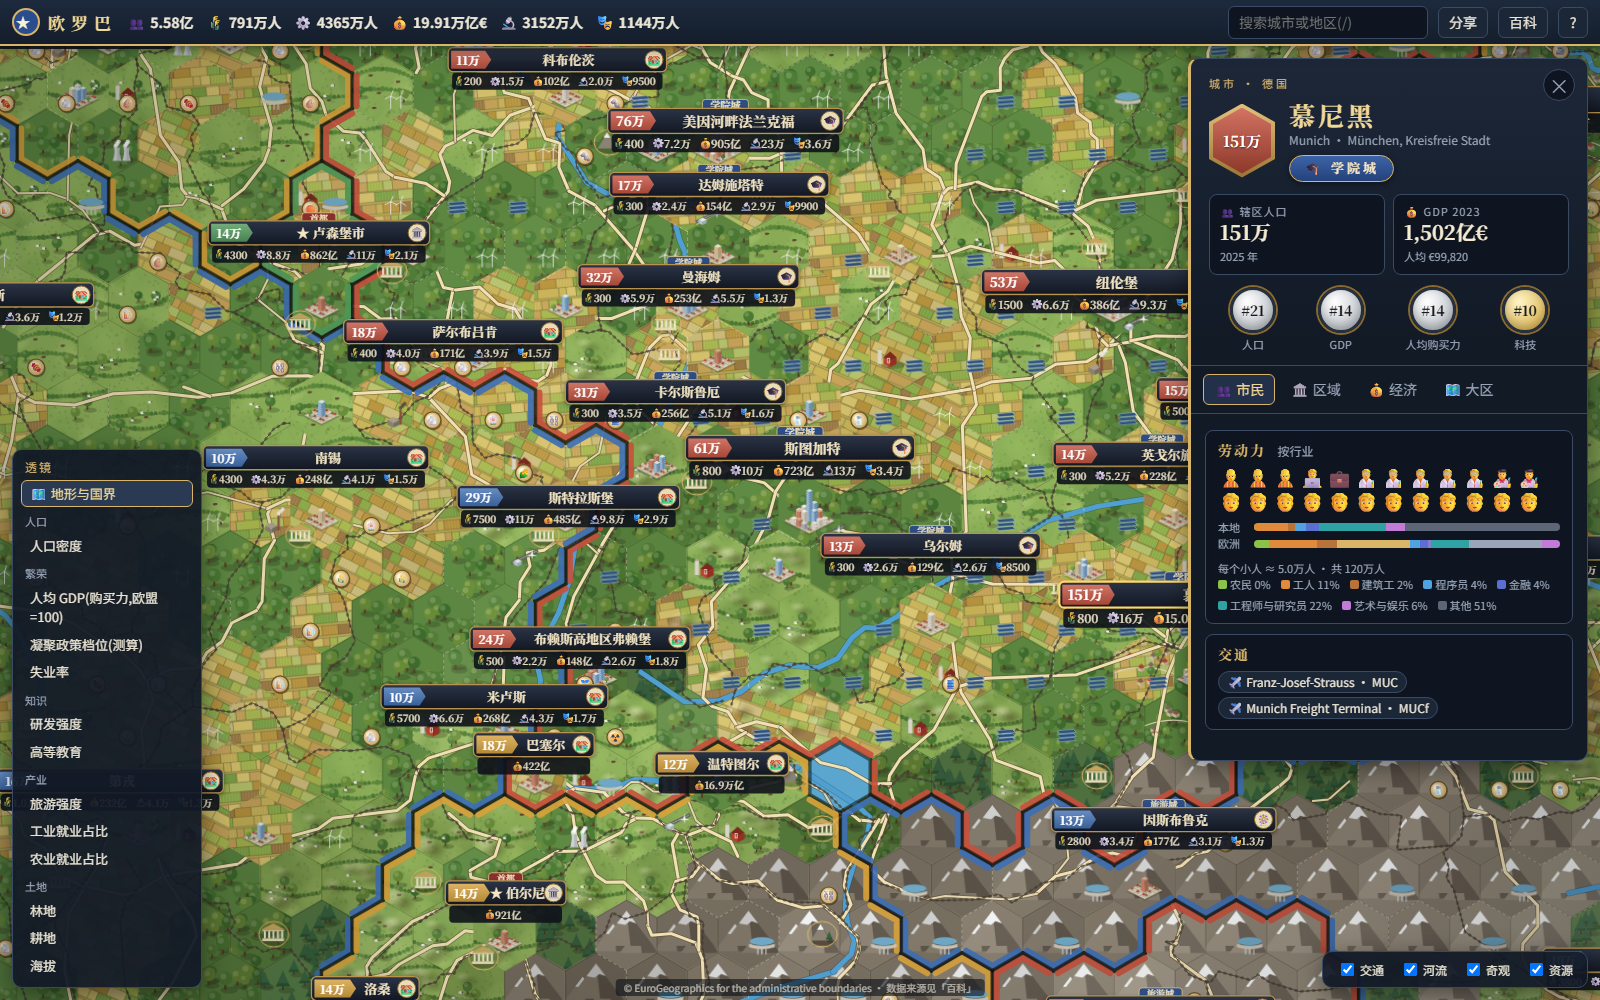 欧罗巴 5.58亿 791万人 4365万人 19.91万亿€ 3152万人 1144万人 搜索城市或地区(/) 分享 百科 ?
11万 科布伦茨
200 1.5万 102亿 2.0万 9500
学院城
76万 美因河畔法兰克福
400 7.2万 905亿 23万 3.6万
学院城
17万 达姆施塔特
300 2.4万 154亿 2.9万 9900
首都
14万 ★ 卢森堡市
4300 8.8万 862亿 11万 2.1万
学院城
32万 曼海姆
300 5.9万 253亿 5.5万 1.3万
53万 纽伦堡
1500 6.6万 386亿 9.3万
斯
3.6万 1.2万
18万 萨尔布吕肯
400 4.0万 171亿 3.9万 1.5万
学院城
31万 卡尔斯鲁厄
300 3.5万 256亿 5.1万 1.6万
15万
500
学院城
61万 斯图加特
800 10万 723亿 13万 3.4万
学院城
14万 英戈尔施
300 5.2万 228亿
10万 南锡
4300 4.3万 248亿 4.1万 1.5万
29万 斯特拉斯堡
7500 11万 485亿 9.8万 2.9万
学院城
13万 乌尔姆
300 2.6万 129亿 2.6万 8500
151万
800 16万 15.0
24万 布赖斯高地区弗赖堡
500 2.2万 148亿 2.6万 1.8万
10万 米卢斯
5700 6.6万 268亿 4.3万 1.7万
18万 巴塞尔
422亿
12万 温特图尔
16.9万亿
旅游城
13万 因斯布鲁克
2800 3.4万 177亿 3.1万 1.3万
首都
14万 ★ 伯尔尼
921亿
14万 洛桑
旅游城
透镜
地形与国界
人口
人口密度
繁荣
人均 GDP(购买力,欧盟
=100)
凝聚政策档位(测算)
失业率
知识
研发强度
高等教育
产业
旅游强度
工业就业占比
农业就业占比
土地
林地
耕地
海拔
城市 · 德国
151万
慕尼黑
Munich · München, Kreisfreie Stadt
学院城
辖区人口
151万
2025 年
GDP 2023
1,502亿€
人均 €99,820
#21 #14 #14 #10
人口 GDP 人均购买力 科技
市民 区域 经济 大区
劳动力 按行业
本地
欧洲
每个小人 ≈ 5.0万人 · 共 120万人
农民 0% 工人 11% 建筑工 2% 程序员 4% 金融 4%
工程师与研究员 22% 艺术与娱乐 6% 其他 51%
交通
Franz-Josef-Strauss · MUC
Munich Freight Terminal · MUCf
交通 河流 奇观 资源
© EuroGeographics for the administrative boundaries · 数据来源见「百科」